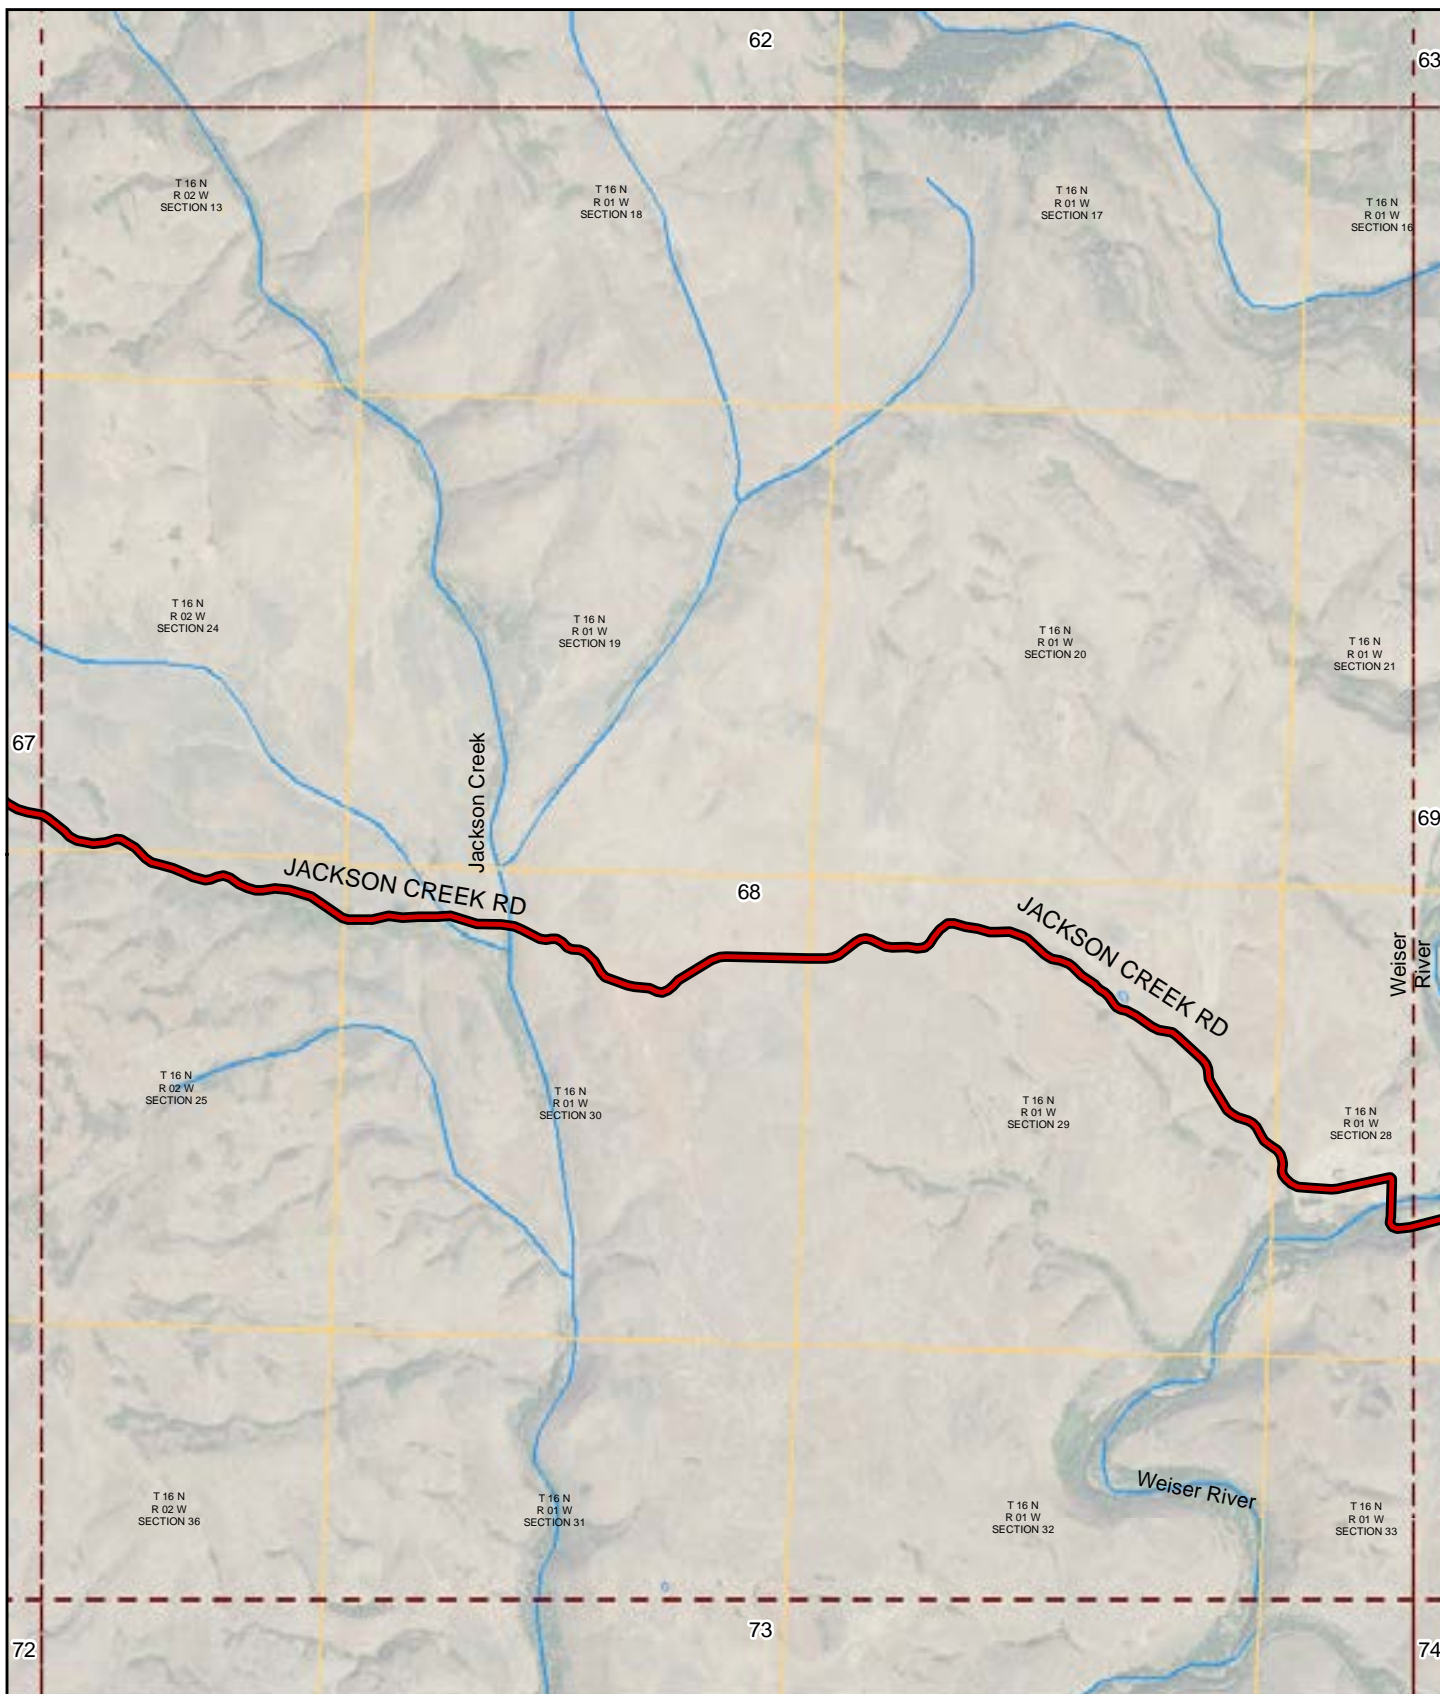 62
63
T 16 N
R 02 W
SECTION 13
T 16 N
R 01 W
SECTION 18
T 16 N
R 01 W
SECTION 17
T 16 N
R 01 W
SECTION 16
T 16 N
R 02 W
SECTION 24
T 16 N
R 01 W
SECTION 19
T 16 N
R 01 W
SECTION 20
T 16 N
R 01 W
SECTION 21
67
Jackson Creek
69
JACKSON CREEK RD
68
JACKSON CREEK RD
Weiser
River
T 16 N
R 02 W
SECTION 25
T 16 N
R 01 W
SECTION 30
T 16 N
R 01 W
SECTION 29
T 16 N
R 01 W
SECTION 28
Weiser River
T 16 N
R 02 W
SECTION 36
T 16 N
R 01 W
SECTION 31
T 16 N
R 01 W
SECTION 32
T 16 N
R 01 W
SECTION 33
72
73
74